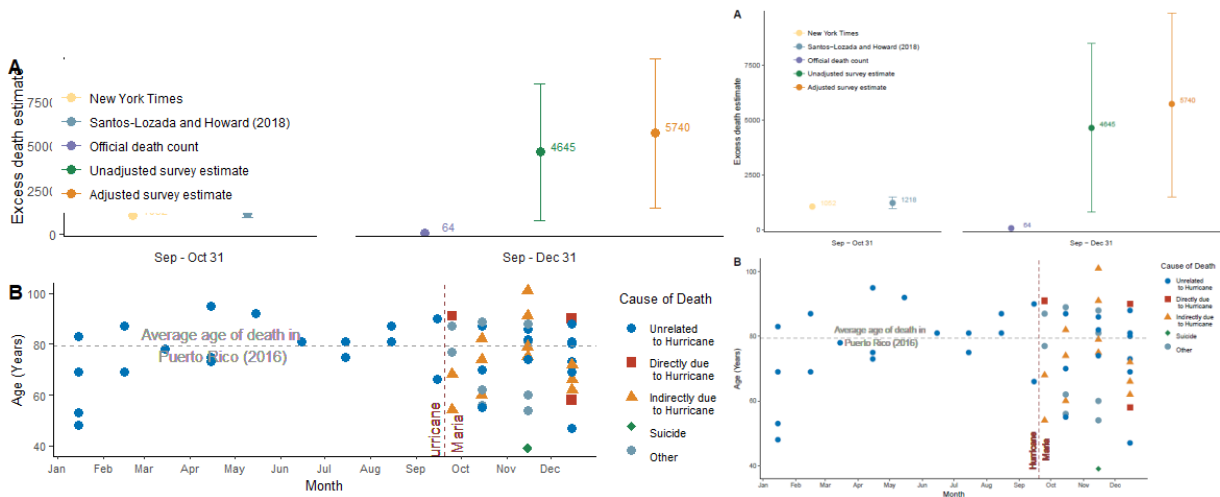 A
Excess death estimate
7500
5000
2500
0
New York Times
Santos-Lozada and Howard (2018)
Official death count
Unadjusted survey estimate
Adjusted survey estimate
64
4645
5740
Sep - Oct 31
Sep - Dec 31
B
Age (Years)
100
80
60
40
Average age of death in
Puerto Rico (2016)
urricane
Maria
Jan
Feb
Mar
Apr
May
Jun
Jul
Aug
Sep
Oct
Nov
Dec
Month
Cause of Death
Unrelated
to Hurricane
Directly due
to Hurricane
Indirectly due
to Hurricane
Suicide
Other
A
Excess death estimate
7500
5000
2500
0
New York Times
Santos-Lozada and Howard (2018)
Official death count
Unadjusted survey estimate
Adjusted survey estimate
1218
64
4645
5740
Sep - Oct 31
Sep - Dec 31
B
Age (Years)
100
80
60
40
Average age of death in
Puerto Rico (2016)
Hurricane
Maria
Jan
Feb
Mar
Apr
May
Jun
Jul
Aug
Sep
Oct
Nov
Dec
Month
Cause of Death
Unrelated
to Hurricane
Directly due
to Hurricane
Indirectly due
to Hurricane
Suicide
Other